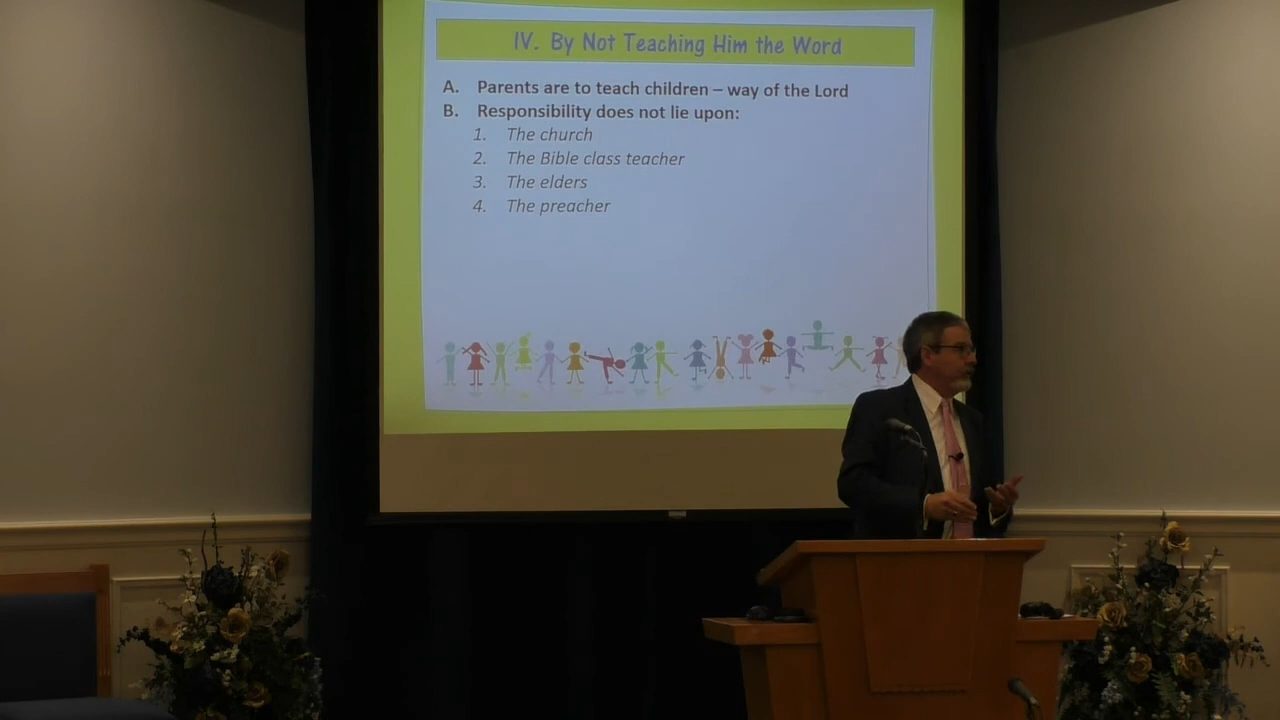 IV. By Not Teaching Him the Word
A. Parents are to teach children – way of the Lord
B. Responsibility does not lie upon:
1. The church
2. The Bible class teacher
3. The elders
4. The preacher